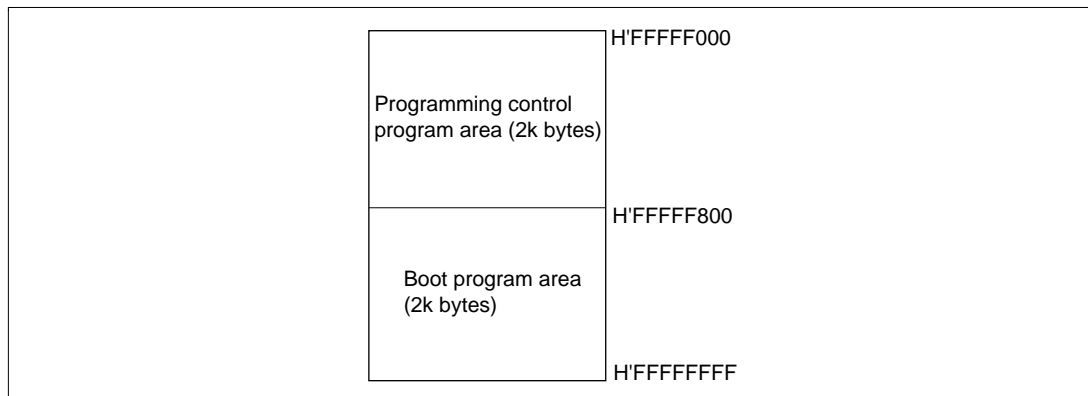 H'FFFFF000
Programming control
program area (2k bytes)
H'FFFFF800
Boot program area
(2k bytes)
H'FFFFFFFF